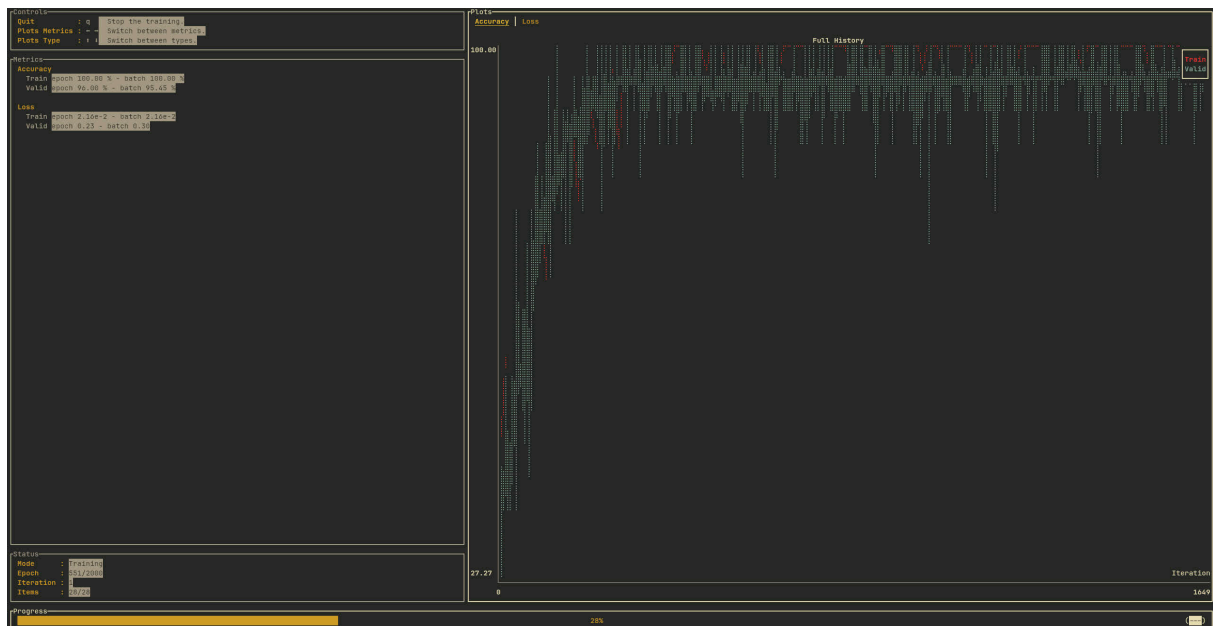 Controls
Quit : q Stop the training.
Plots Metrics : ← → Switch between metrics.
Plots Type : ↑ ↓ Switch between types.
Metrics
Accuracy
Train epoch 100.00 % - batch 100.00 %
Valid epoch 96.00 % - batch 95.45 %
Loss
Train epoch 2.16e-2 - batch 2.16e-2
Valid epoch 0.23 - batch 0.30
Status
Mode : Training
Epoch : 551/2000
Iteration : 1
Items : 28/28
Plots
Accuracy | Loss
Full History
100.00
Train
Valid
27.27
Iteration
0
1649
Progress
28%
(---)